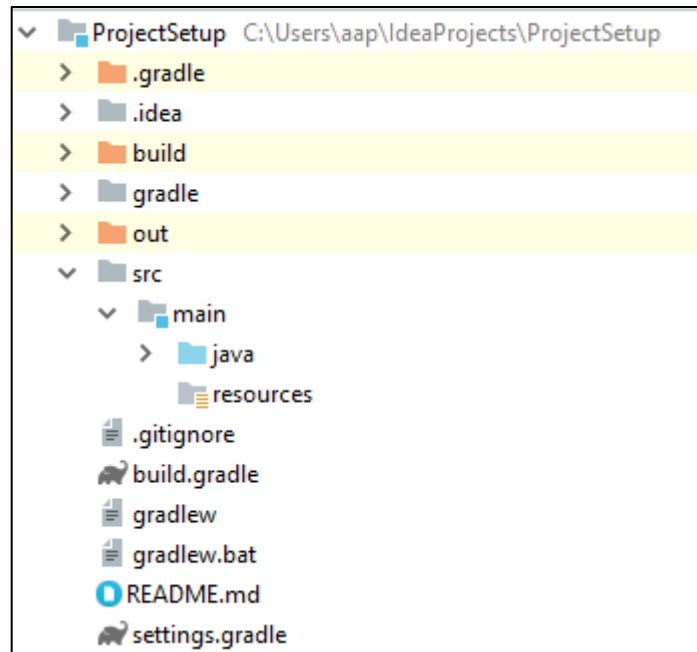 ProjectSetup C:\Users\aap\IdeaProjects\ProjectSetup
.gradle
.idea
build
gradle
out
src
main
java
resources
.gitignore
build.gradle
gradlew
gradlew.bat
README.md
settings.gradle